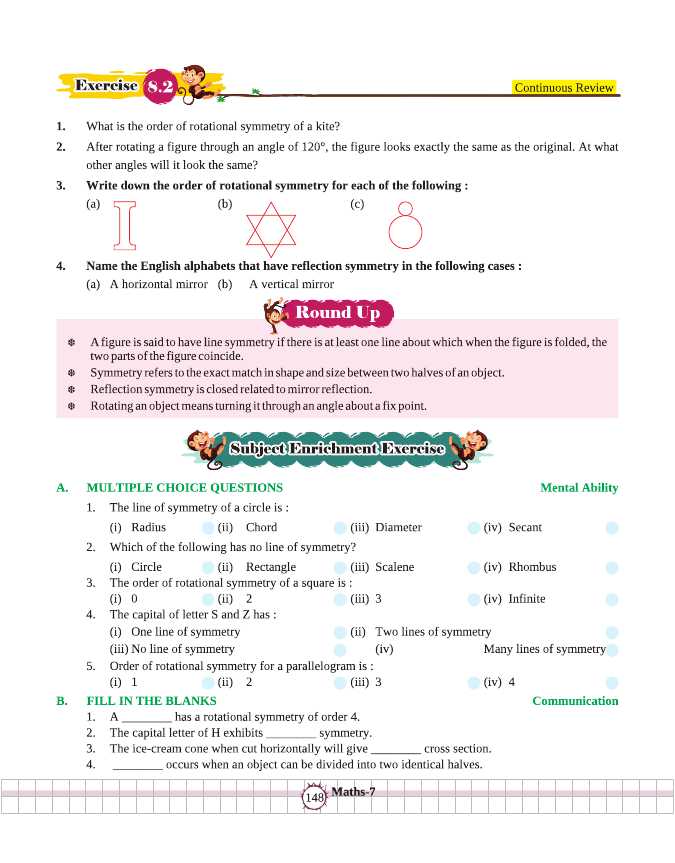 Exercise 8.2
Continuous Review
1. What is the order of rotational symmetry of a kite?
2. After rotating a figure through an angle of 120°, the figure looks exactly the same as the original. At what
other angles will it look the same?
3. Write down the order of rotational symmetry for each of the following :
(a) (b) (c)
4. Name the English alphabets that have reflection symmetry in the following cases :
(a) A horizontal mirror (b) A vertical mirror
Round Up
❆ A figure is said to have line symmetry if there is at least one line about which when the figure is folded, the
two parts of the figure coincide.
❆ Symmetry refers to the exact match in shape and size between two halves of an object.
❆ Reflection symmetry is closed related to mirror reflection.
❆ Rotating an object means turning it through an angle about a fix point.
Subject Enrichment Exercise
A. MULTIPLE CHOICE QUESTIONS Mental Ability
1. The line of symmetry of a circle is :
(i) Radius (ii) Chord (iii) Diameter (iv) Secant
2. Which of the following has no line of symmetry?
(i) Circle (ii) Rectangle (iii) Scalene (iv) Rhombus
3. The order of rotational symmetry of a square is :
(i) 0 (ii) 2 (iii) 3 (iv) Infinite
4. The capital of letter S and Z has :
(i) One line of symmetry (ii) Two lines of symmetry
(iii) No line of symmetry (iv) Many lines of symmetry
5. Order of rotational symmetry for a parallelogram is :
(i) 1 (ii) 2 (iii) 3 (iv) 4
B. FILL IN THE BLANKS Communication
1. A ________ has a rotational symmetry of order 4.
2. The capital letter of H exhibits ________ symmetry.
3. The ice-cream cone when cut horizontally will give ________ cross section.
4. ________ occurs when an object can be divided into two identical halves.
148 Maths-7